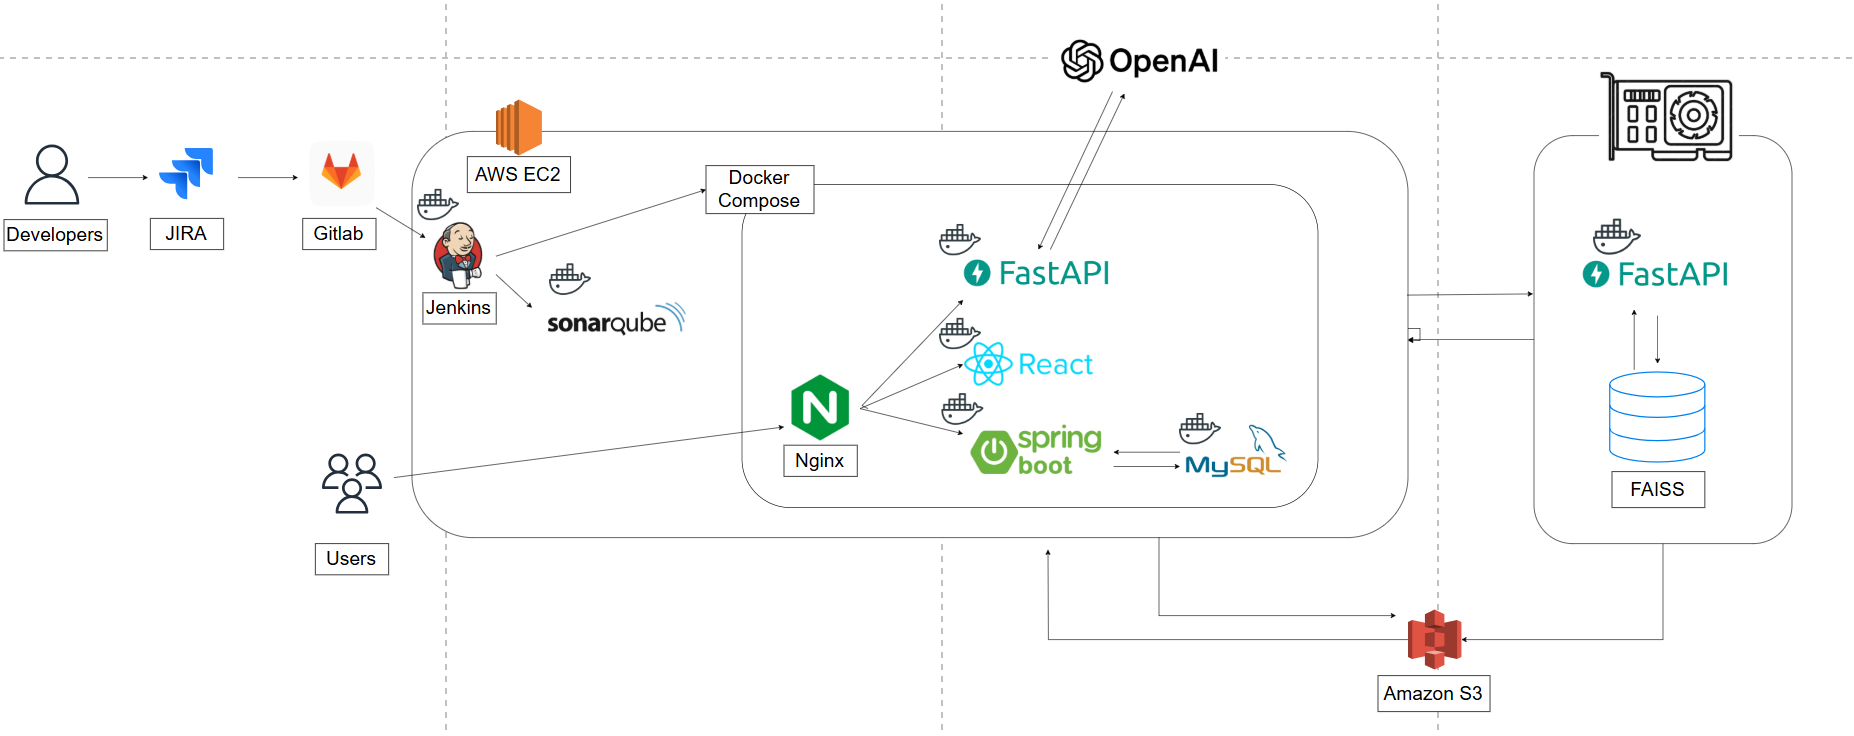 OpenAI
AWS EC2
Docker
Compose
Developers
JIRA
Gitlab
Jenkins
sonarqube
FastAPI
React
spring
boot
MySQL
N
Nginx
Users
FastAPI
FAISS
Amazon S3